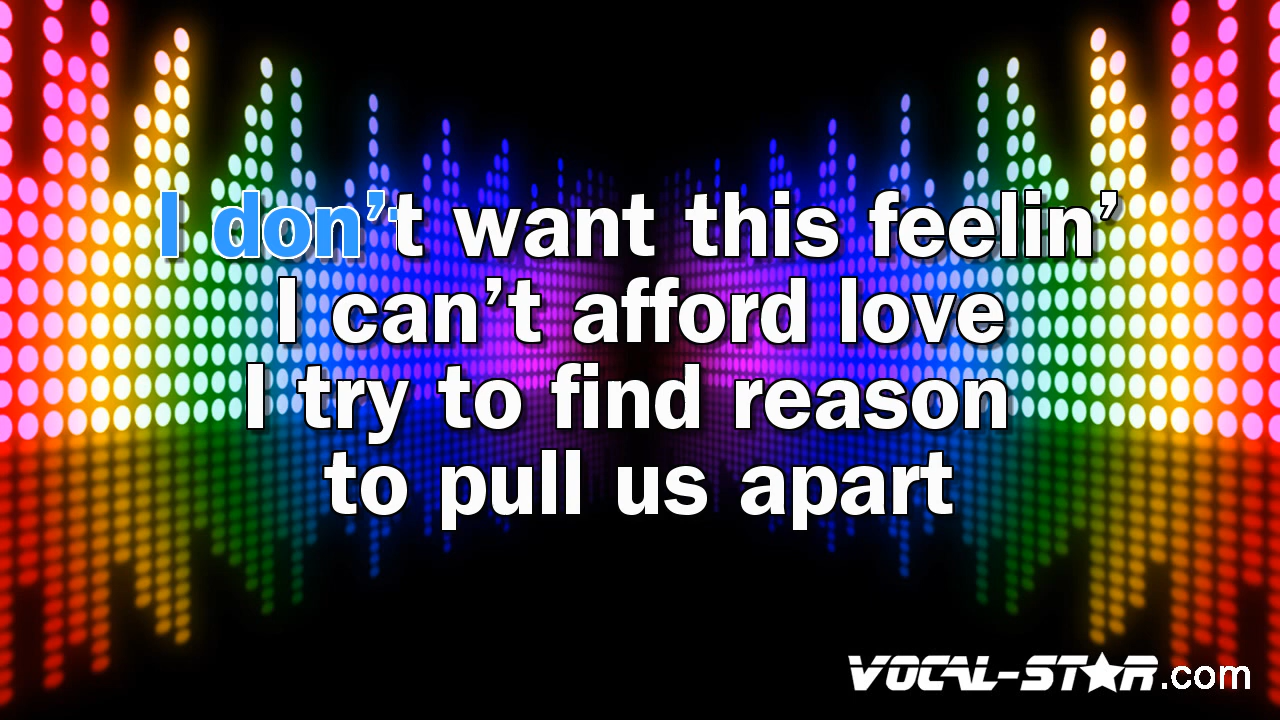 I don’t want this feelin’
I can’t afford love
I try to find reason
to pull us apart
VOCAL-STAR.com